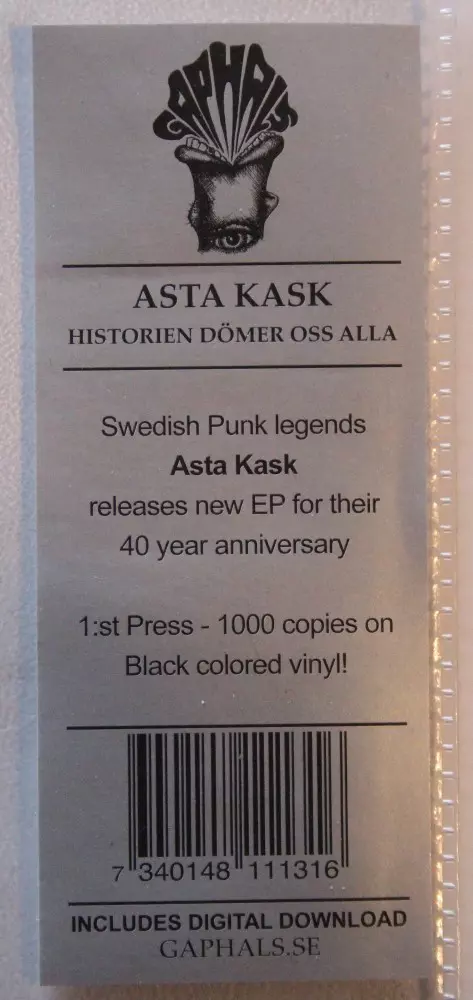 GAPHALS
ASTA KASK
HISTORIEN DÖMER OSS ALLA
Swedish Punk legends
Asta Kask
releases new EP for their
40 year anniversary
1:st Press - 1000 copies on
Black colored vinyl!
7 340148 111316
INCLUDES DIGITAL DOWNLOAD
GAPHALS.SE